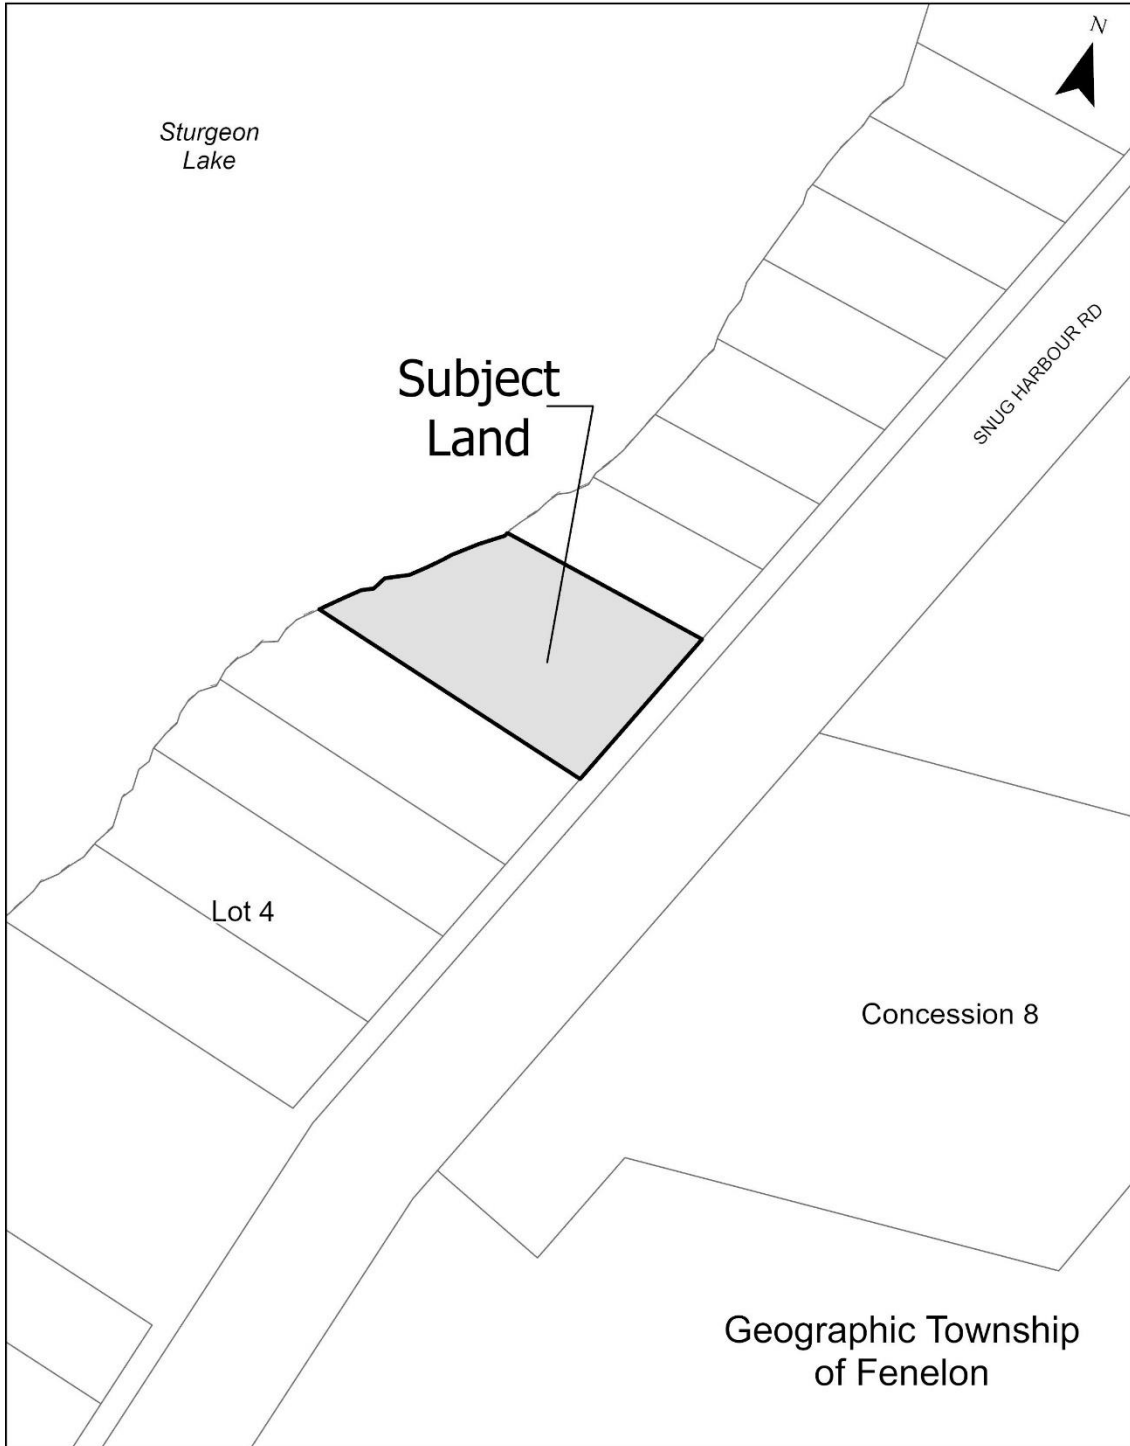 N
Sturgeon
Lake
SNUG HARBOUR RD
Subject
Land
Lot 4
Concession 8
Geographic Township
of Fenelon